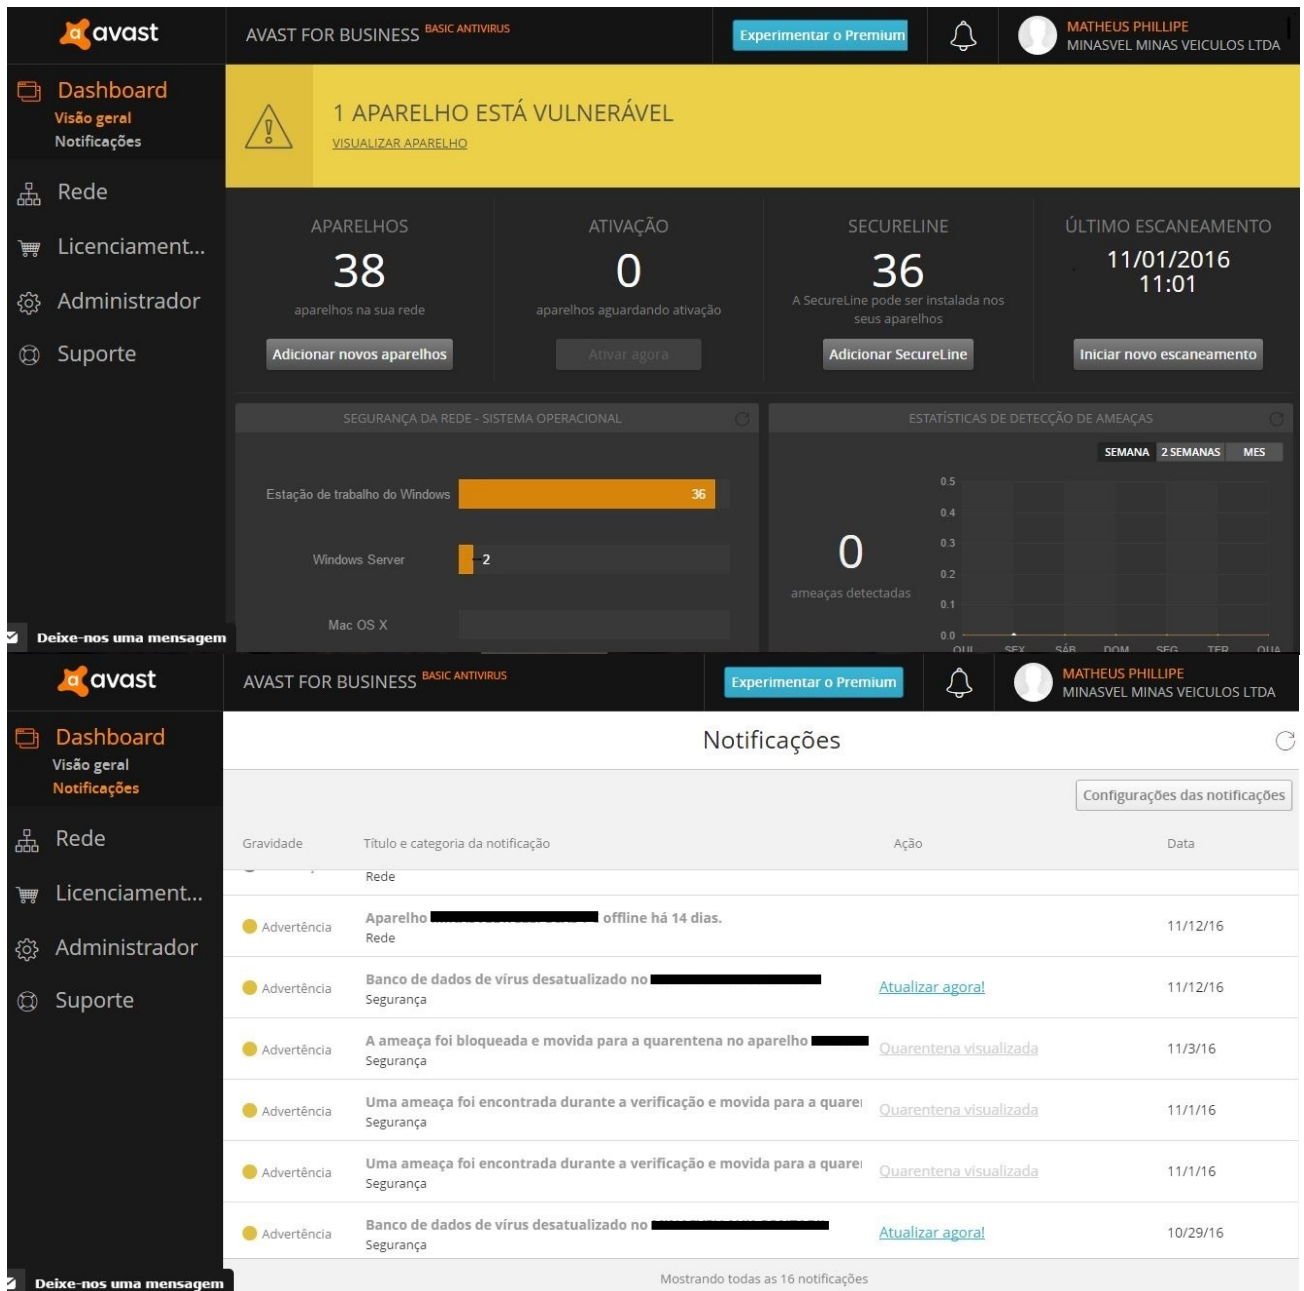 avast
AVAST FOR BUSINESS BASIC ANTIVIRUS
Experimentar o Premium
MATHEUS PHILLIPE
MINASVEL MINAS VEICULOS LTDA
Dashboard
Visão geral
Notificações
Rede
Licenciament...
Administrador
Suporte
1 APARELHO ESTÁ VULNERÁVEL
VISUALIZAR APARELHO
APARELHOS
38
aparelhos na sua rede
Adicionar novos aparelhos
ATIVAÇÃO
0
aparelhos aguardando ativação
Ativar agora
SECURELINE
36
A SecureLine pode ser instalada nos
seus aparelhos
Adicionar SecureLine
ÚLTIMO ESCANEAMENTO
11/01/2016
11:01
Iniciar novo escaneamento
SEGURANÇA DA REDE - SISTEMA OPERACIONAL
Estação de trabalho do Windows 36
Windows Server 2
Mac OS X
ESTATÍSTICAS DE DETECÇÃO DE AMEAÇAS
SEMANA 2 SEMANAS MES
0
ameaças detectadas
0.5
0.4
0.3
0.2
0.1
0.0
QUI SEX SÁB DOM SEG TER QUA
Deixe-nos uma mensagem
avast
AVAST FOR BUSINESS BASIC ANTIVIRUS
Experimentar o Premium
MATHEUS PHILLIPE
MINASVEL MINAS VEICULOS LTDA
Dashboard
Visão geral
Notificações
Rede
Licenciament...
Administrador
Suporte
Notificações
Configurações das notificações
Gravidade Título e categoria da notificação Ação Data
Rede
Advertência Aparelho offline há 14 dias. 11/12/16
Rede
Advertência Banco de dados de vírus desatualizado no Atualizar agora! 11/12/16
Segurança
Advertência A ameaça foi bloqueada e movida para a quarentena no aparelho Quarentena visualizada 11/3/16
Segurança
Advertência Uma ameaça foi encontrada durante a verificação e movida para a quare Quarentena visualizada 11/1/16
Segurança
Advertência Uma ameaça foi encontrada durante a verificação e movida para a quare Quarentena visualizada 11/1/16
Segurança
Advertência Banco de dados de vírus desatualizado no Atualizar agora! 10/29/16
Segurança
Mostrando todas as 16 notificações
Deixe-nos uma mensagem